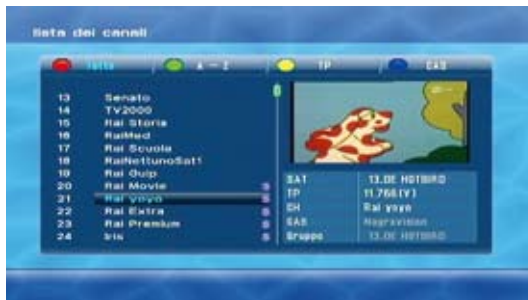 lista dei canali
Tutto A - Z TP CAS
13 Senato
14 TV2000
15 Rai Storia
16 RaiMed
17 Rai Scuola
18 RaiNettunoSat1
19 Rai Gulp
20 Rai Movie S
21 Rai yoyo S
22 Rai Extra S
23 Rai Premium S
24 Iris S
SAT 13.0E HOTBIRD
TP 11.766(V)
CH Rai yoyo
CAS Nagravision
Gruppo 13.0E HOTBIRD